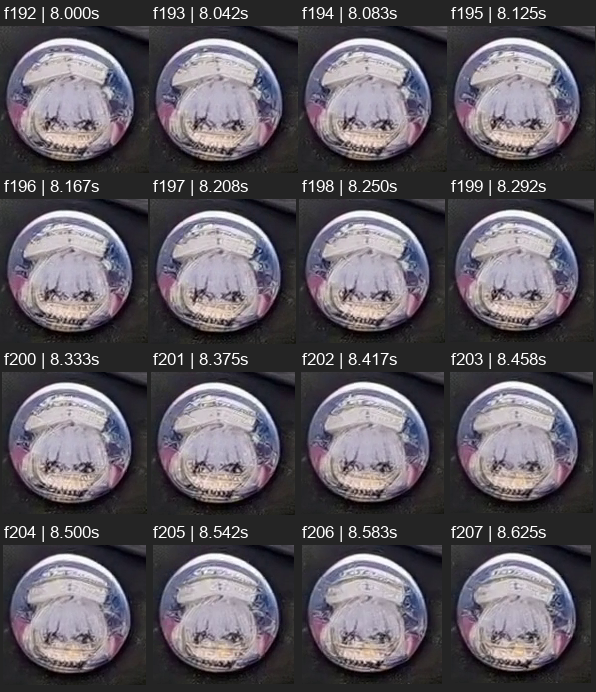 f192 | 8.000s f193 | 8.042s f194 | 8.083s f195 | 8.125s
f196 | 8.167s f197 | 8.208s f198 | 8.250s f199 | 8.292s
f200 | 8.333s f201 | 8.375s f202 | 8.417s f203 | 8.458s
f204 | 8.500s f205 | 8.542s f206 | 8.583s f207 | 8.625s